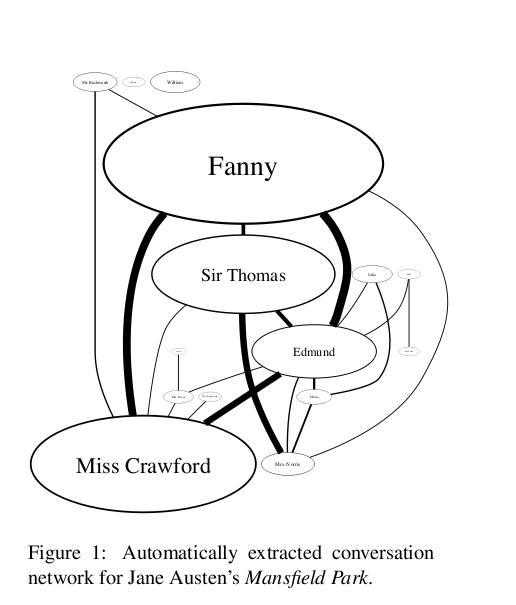 Mr. Rushworth
William
Fanny
Sir Thomas
Julia
Edmund
Maria
Miss Crawford
Mrs. Norris
Figure 1: Automatically extracted conversation
network for Jane Austen's Mansfield Park.